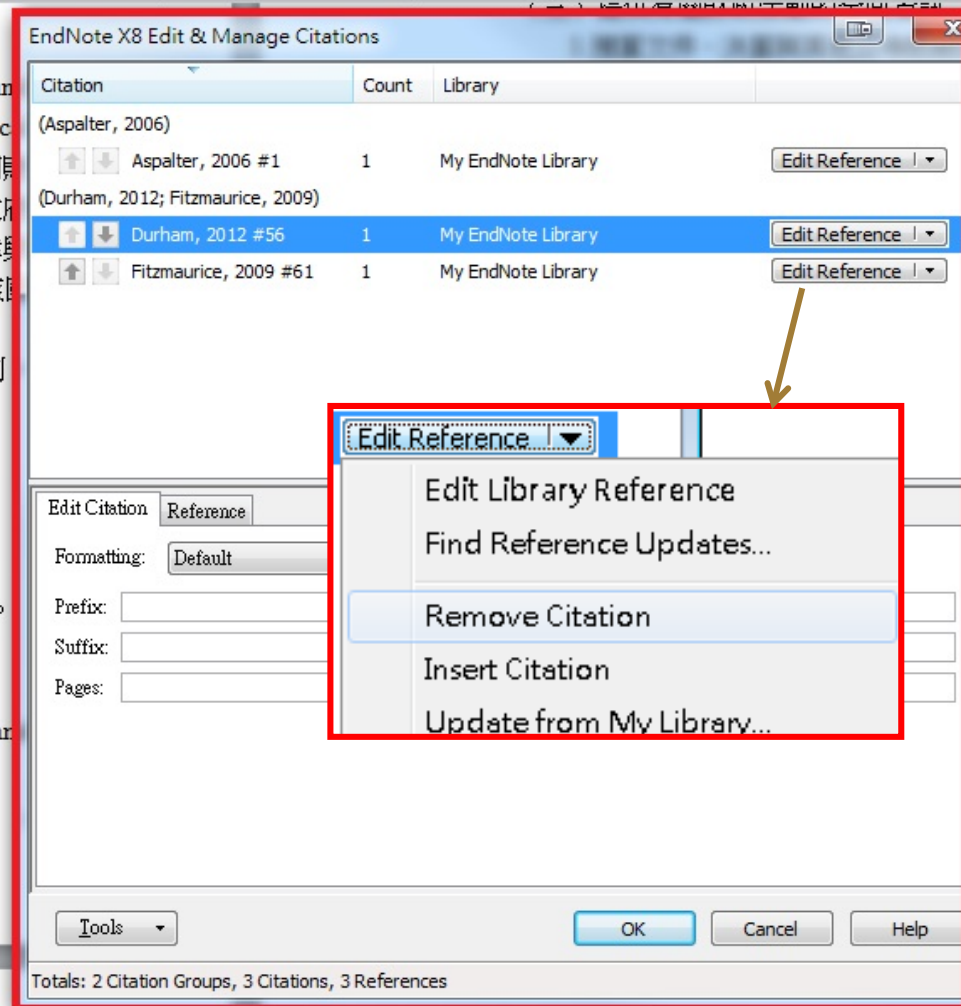 EndNote X8 Edit & Manage Citations
Citation Count Library
(Aspalter, 2006)
Aspalter, 2006 #1 1 My EndNote Library Edit Reference
(Durham, 2012; Fitzmaurice, 2009)
Durham, 2012 #56 1 My EndNote Library Edit Reference
Fitzmaurice, 2009 #61 1 My EndNote Library Edit Reference
Edit Reference
Edit Library Reference
Find Reference Updates...
Remove Citation
Insert Citation
Update from My Library...
Edit Citation Reference
Formatting: Default
Prefix:
Suffix:
Pages:
Tools OK Cancel Help
Totals: 2 Citation Groups, 3 Citations, 3 References